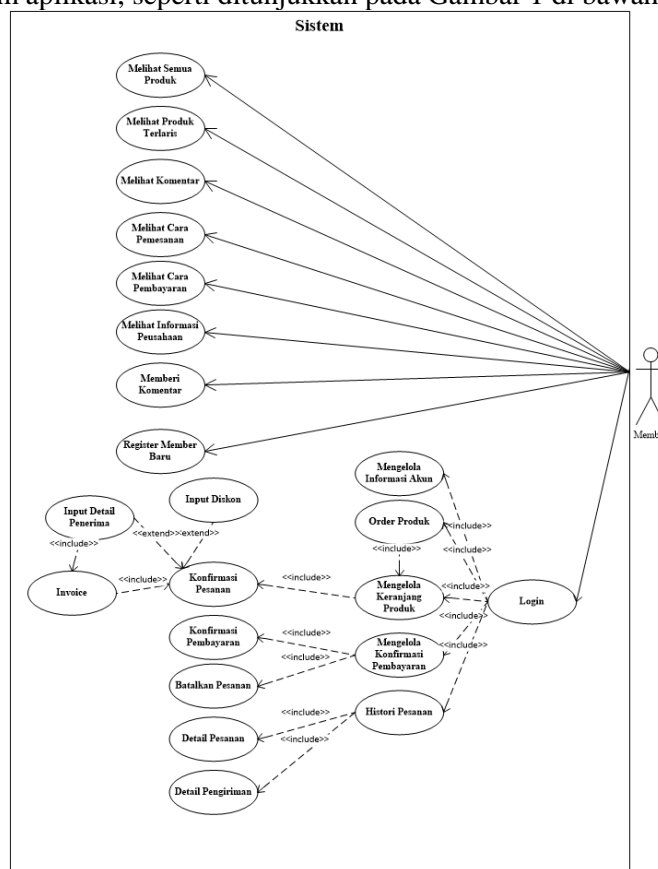 aplikasi, seperti ditunjukkan pada Gambar 1 di bawah
Sistem
Melihat Semua
Produk
Melihat Produk
Terlaris
Melihat Komentar
Melihat Cara
Pemesanan
Melihat Cara
Pembayaran
Melihat Informasi
Peusahaan
Memberi
Komentar
Register Member
Baru
Memb
Mengelola
Informasi Akun
Input Diskon
Input Detail
Penerima
Order Produk
<<include>>
<<extend>>
<<extend>>
<<include>>
<<include>>
Konfirmasi
Pesanan
Invoice
<<include>>
<<include>>
Mengelola
Keranjang
Produk
<<include>>
Login
Konfirmasi
Pembayaran
<<include>>
Mengelola
Konfirmasi
Pembayaran
<<include>>
<<include>>
<<include>>
Batalkan Pesanan
Histori Pesanan
<<include>>
Detail Pesanan
<<include>>
Detail Pengiriman